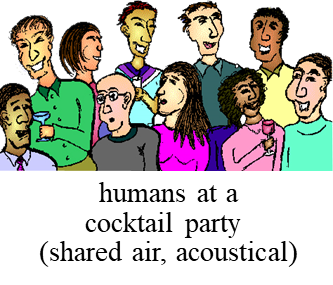 humans at a
cocktail party
(shared air, acoustical)